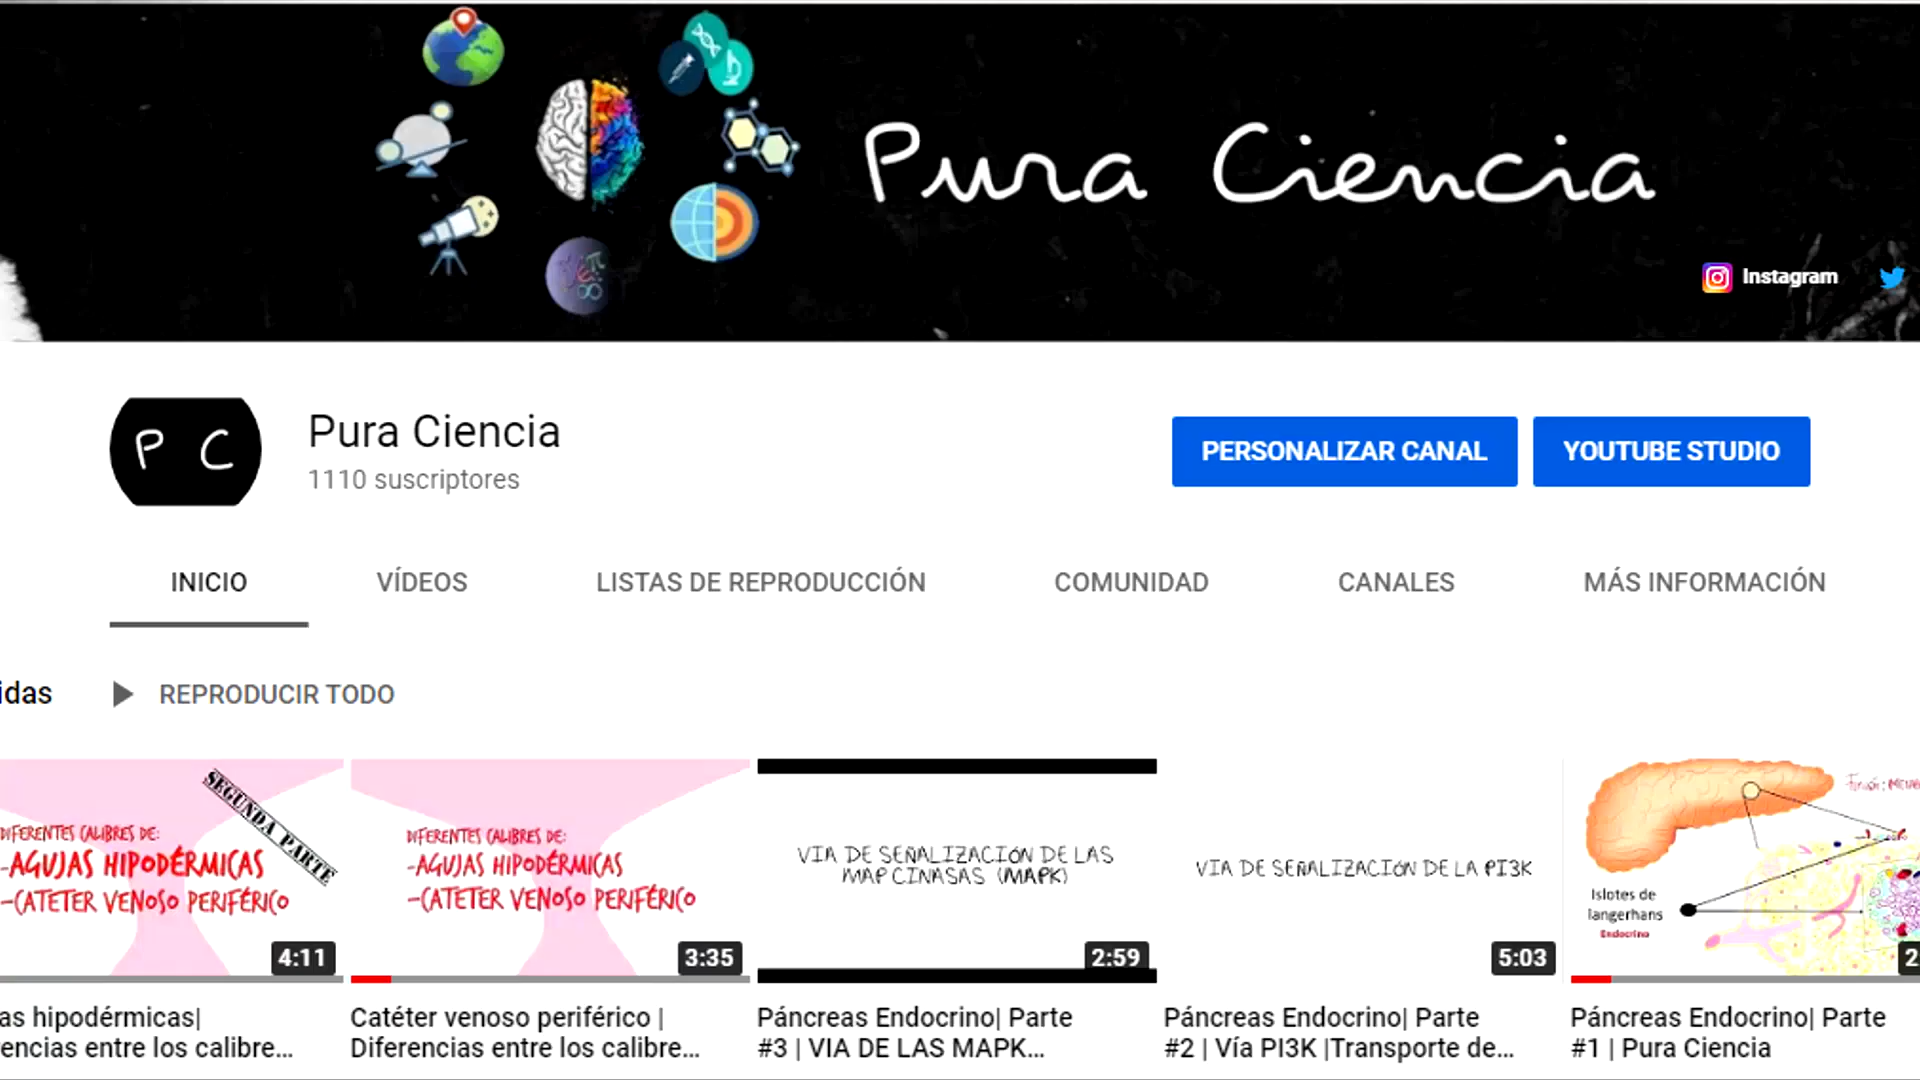 Pura Ciencia
Instagram
P C
Pura Ciencia
1110 suscriptores
PERSONALIZAR CANAL
YOUTUBE STUDIO
INICIO
VÍDEOS
LISTAS DE REPRODUCCIÓN
COMUNIDAD
CANALES
MÁS INFORMACIÓN
idas
REPRODUCIR TODO
SEGUNDA PARTE
DIFERENTES CALIBRES DE:
-AGUJAS HIPODÉRMICAS
-CATETER VENOSO PERIFÉRICO
4:11
as hipodérmicas|
encias entre los calibre...
DIFERENTES CALIBRES DE:
-AGUJAS HIPODÉRMICAS
-CATETER VENOSO PERIFÉRICO
3:35
Catéter venoso periférico |
Diferencias entre los calibre...
VIA DE SEÑALIZACIÓN DE LAS
MAP CINASAS (MAPK)
2:59
Páncreas Endocrino| Parte
#3 | VIA DE LAS MAPK...
VIA DE SEÑALIZACIÓN DE LA PI3K
5:03
Páncreas Endocrino| Parte
#2 | Vía PI3K |Transporte de...
Islotes de
langerhans
Endocrino
2
Páncreas Endocrino| Parte
#1 | Pura Ciencia